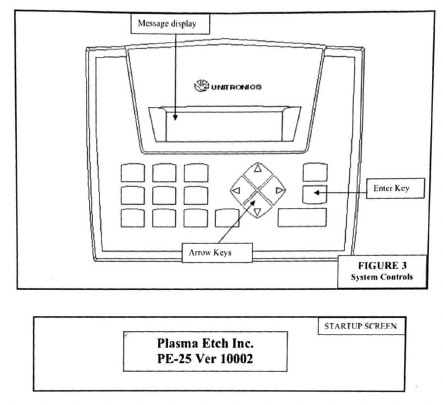 Message display
UNITRONICS
Enter Key
Arrow Keys
FIGURE 3
System Controls
STARTUP SCREEN
Plasma Etch Inc.
PE-25 Ver 10002